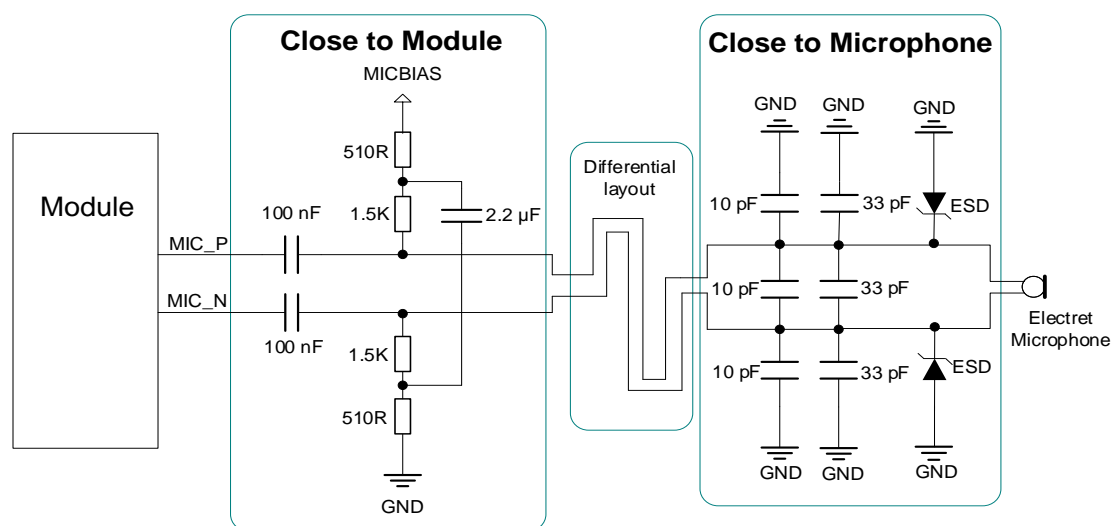 Close to Module
Close to Microphone
MICBIAS
GND
GND
GND
510R
Differential
layout
Module
100 nF
1.5K
2.2 µF
10 pF
33 pF
ESD
MIC_P
MIC_N
10 pF
33 pF
Electret
Microphone
100 nF
1.5K
10 pF
33 pF
ESD
510R
GND
GND
GND
GND